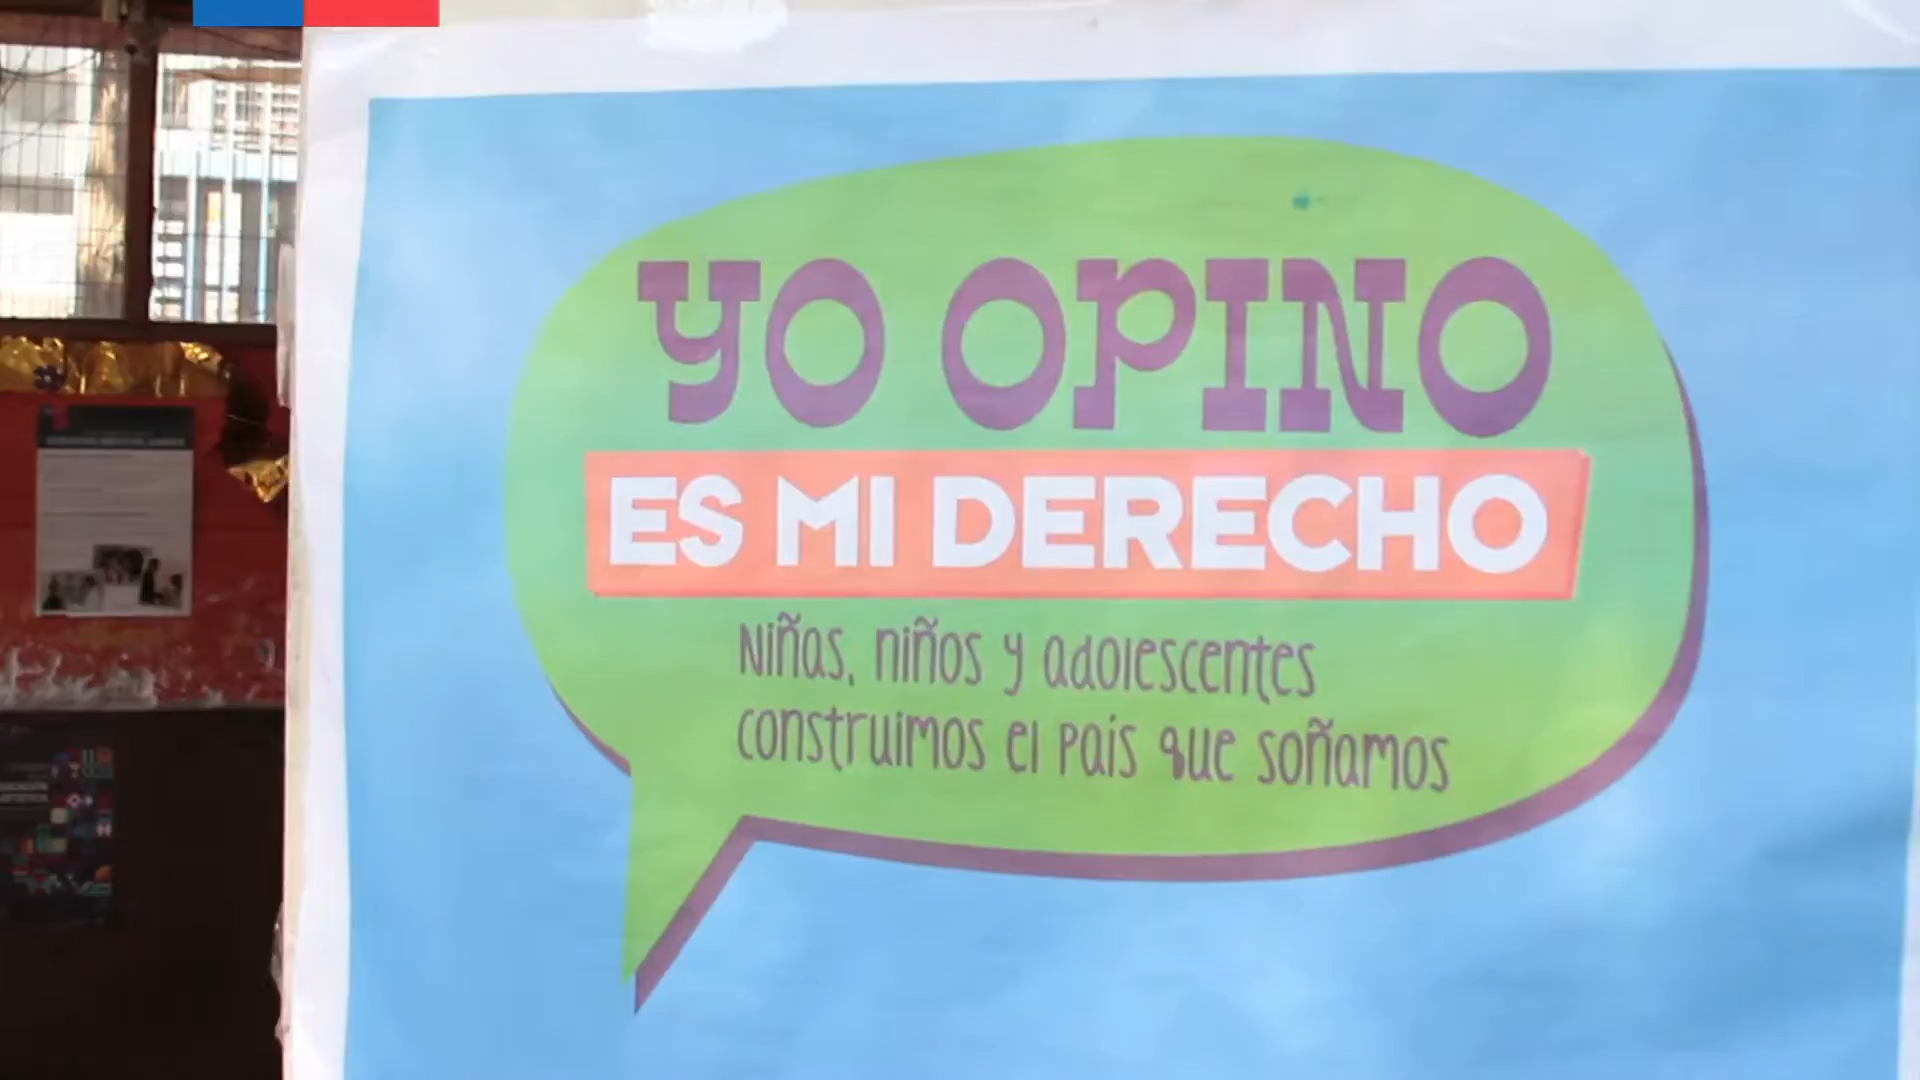 YO OPINO
ES MI DERECHO
Niñas, niños y adolescentes
construimos el país que soñamos